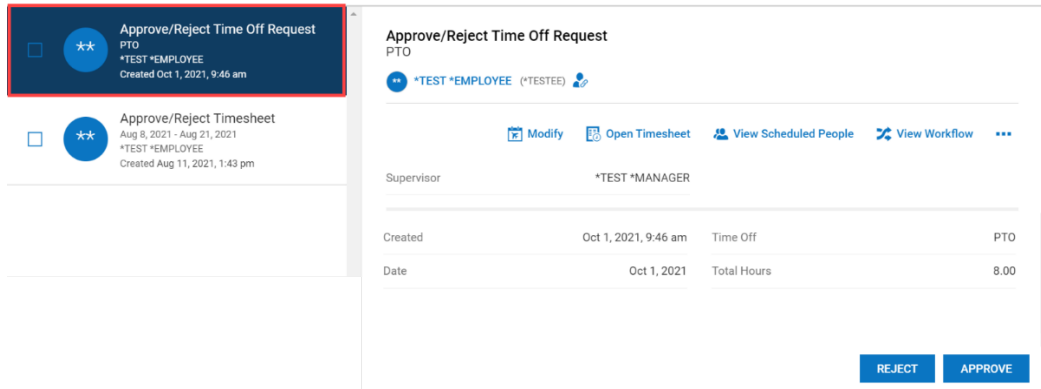 **
Approve/Reject Time Off Request
PTO
*TEST *EMPLOYEE
Created Oct 1, 2021, 9:46 am
**
Approve/Reject Timesheet
Aug 8, 2021 - Aug 21, 2021
*TEST *EMPLOYEE
Created Aug 11, 2021, 1:43 pm
Approve/Reject Time Off Request
PTO
** *TEST *EMPLOYEE (*TESTEE)
Modify Open Timesheet View Scheduled People View Workflow •••
Supervisor *TEST *MANAGER
Created Oct 1, 2021, 9:46 am Time Off PTO
Date Oct 1, 2021 Total Hours 8.00
REJECT APPROVE